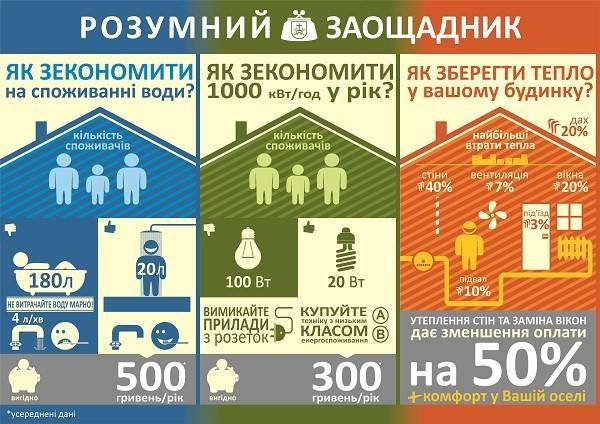 РОЗУМНИЙ ЗАОЩАДНИК
ЯК ЗЕКОНОМИТИ
на споживанні води?
кількість
споживачів
180л
20л
НЕ ВИТРАЧАЙТЕ ВОДУ МАРНО!
4 л/хв
вигідно
500*
гривень/рік
ЯК ЗЕКОНОМИТИ
1000 кВт/год у рік?
кількість
споживачів
100 Вт
20 Вт
ВИМИКАЙТЕ
ПРИЛАДИ
з розеток
КУПУЙТЕ
техніку з низьким
КЛАСОМ
енергоспоживання
A
B
вигідно
300*
гривень/рік
ЯК ЗБЕРЕГТИ ТЕПЛО
у вашому будинку?
дах
20%
найбільші
втрати тепла
стіни
40%
вентиляція
7%
вікна
20%
під'їзд
3%
підвал
10%
УТЕПЛЕННЯ СТІН ТА ЗАМІНА ВІКОН
дає зменшення оплати
на 50%
+комфорт у Вашій оселі
*усереднені дані